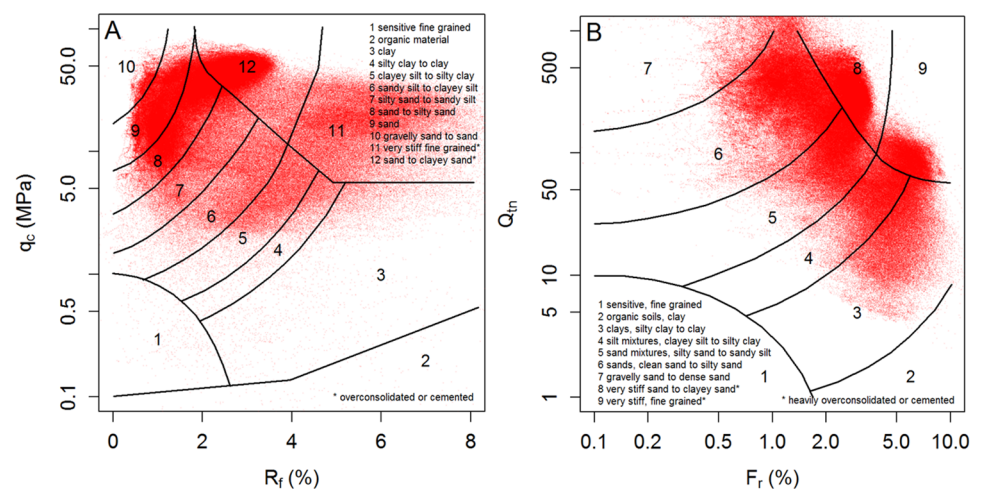 A
1 sensitive fine grained
2 organic material
3 clay
4 silty clay to clay
5 clayey silt to silty clay
6 sandy silt to clayey silt
7 silty sand to sandy silt
8 sand to silty sand
9 sand
10 gravelly sand to sand
11 very stiff fine grained*
12 sand to clayey sand*
10
12
9
11
8
7
6
5
4
3
1
2
* overconsolidated or cemented
50.0
5.0
0.5
0.1
qc (MPa)
0 2 4 6 8
Rf (%)
B
7
8
9
6
5
4
3
1
2
1 sensitive, fine grained
2 organic soils, clay
3 clays, silty clay to clay
4 silt mixtures, clayey silt to silty clay
5 sand mixtures, silty sand to sandy silt
6 sands, clean sand to silty sand
7 gravelly sand to dense sand
8 very stiff sand to clayey sand*
9 very stiff, fine grained*
* heavily overconsolidated or cemented
500
50
10
5
1
Qtn
0.1 0.2 0.5 1.0 2.0 5.0 10.0
Fr (%)